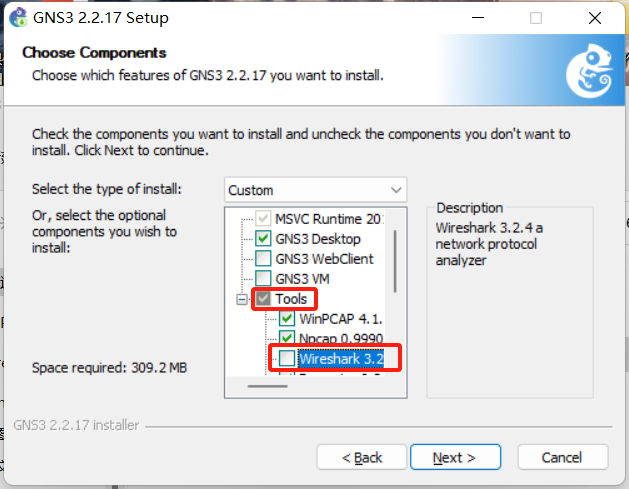 GNS3 2.2.17 Setup
Choose Components
Choose which features of GNS3 2.2.17 you want to install.
Check the components you want to install and uncheck the components you don't want to
install. Click Next to continue.
Select the type of install:
Custom
Or, select the optional
components you wish to
install:
MSVC Runtime 201
GNS3 Desktop
GNS3 WebClient
GNS3 VM
Tools
WinPCAP 4.1.
Npcap 0.9990
Wireshark 3.2
Description
Wireshark 3.2.4 a
network protocol
analyzer
Space required: 309.2 MB
GNS3 2.2.17 installer
< Back
Next >
Cancel